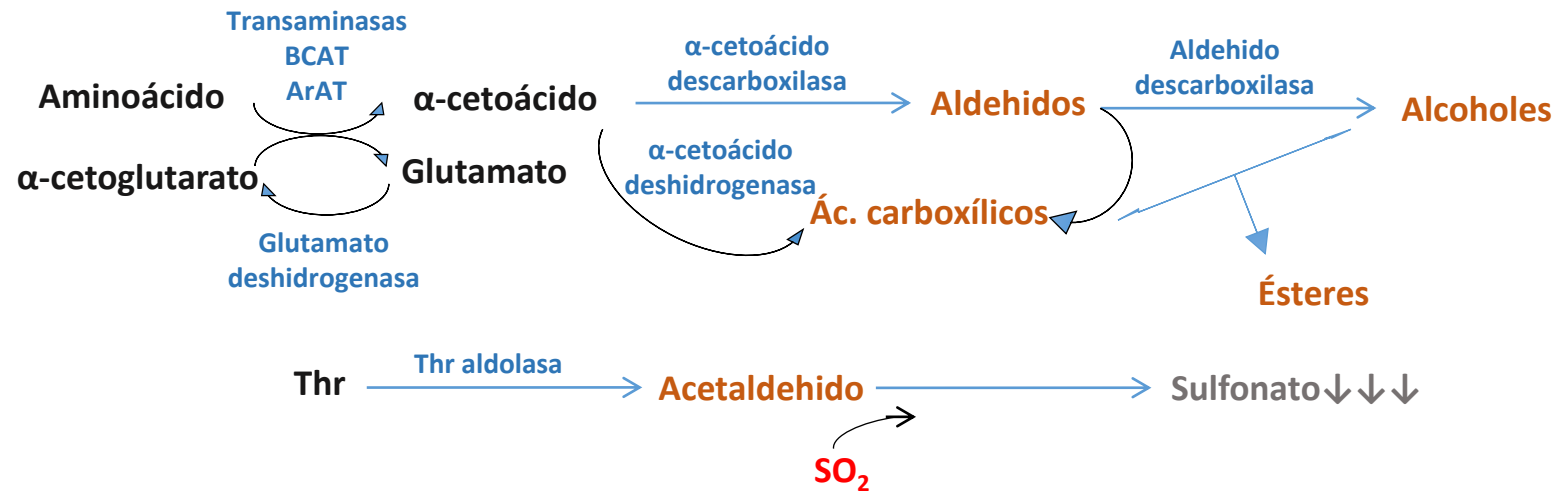 Transaminasas
BCAT
ArAT
Aminoácido
α-cetoácido
α-cetoácido
descarboxilasa
Aldehidos
Aldehido
descarboxilasa
Alcoholes
α-cetoglutarato
Glutamato
α-cetoácido
deshidrogenasa
Ác. carboxílicos
Glutamato
deshidrogenasa
Ésteres
Thr
Thr aldolasa
Acetaldehido
Sulfonato↓↓↓
SO₂